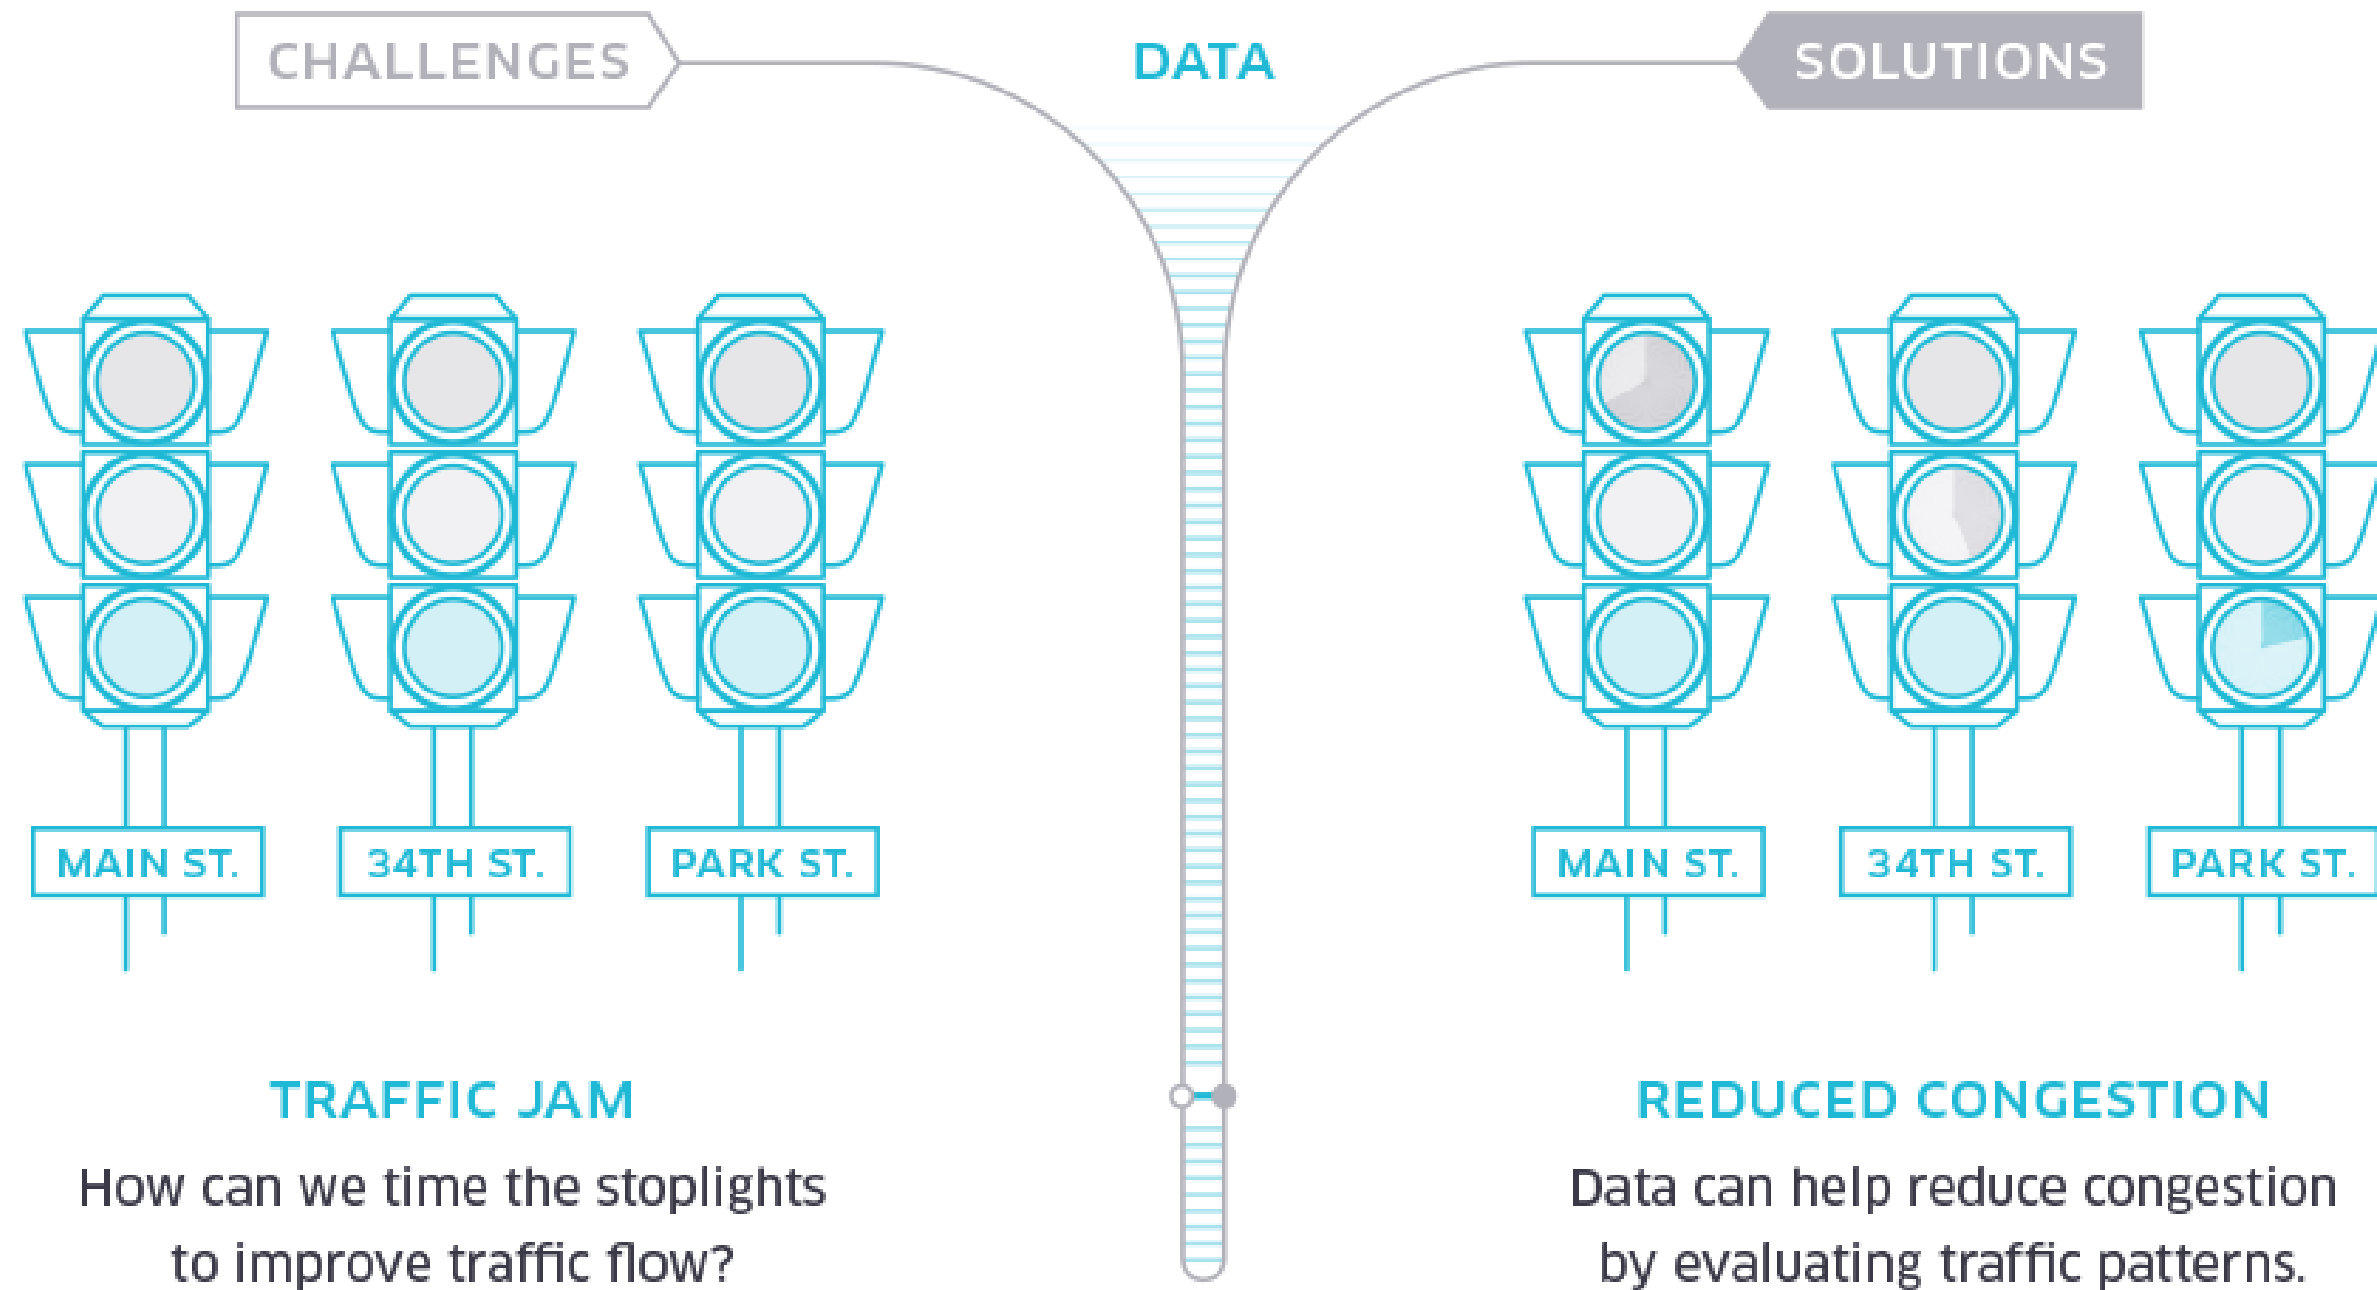 CHALLENGES
DATA
SOLUTIONS
MAIN ST.
34TH ST.
PARK ST.
MAIN ST.
34TH ST.
PARK ST.
TRAFFIC JAM
How can we time the stoplights
to improve traffic flow?
REDUCED CONGESTION
Data can help reduce congestion
by evaluating traffic patterns.